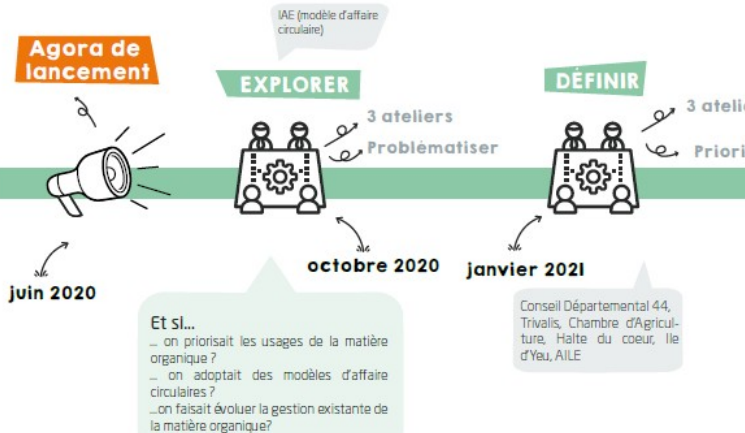 IAE (modèle d'affaire
circulaire)
Agora de
lancement
EXPLORER
3 ateliers
Problèmatiser
DÉFINIR
3
juin 2020
octobre 2020
janvier 2021
Et si...
... on priorisait les usages de la matière
organique ?
... on adoptait des modèles d'affaire
circulaires ?
...on faisait évoluer la gestion existante de
la matière organique?
Conseil Départemental 44,
Trivalis, Chambre d'Agricul-
ture, Halte du coeur, Ile
d'Yeu, AILE